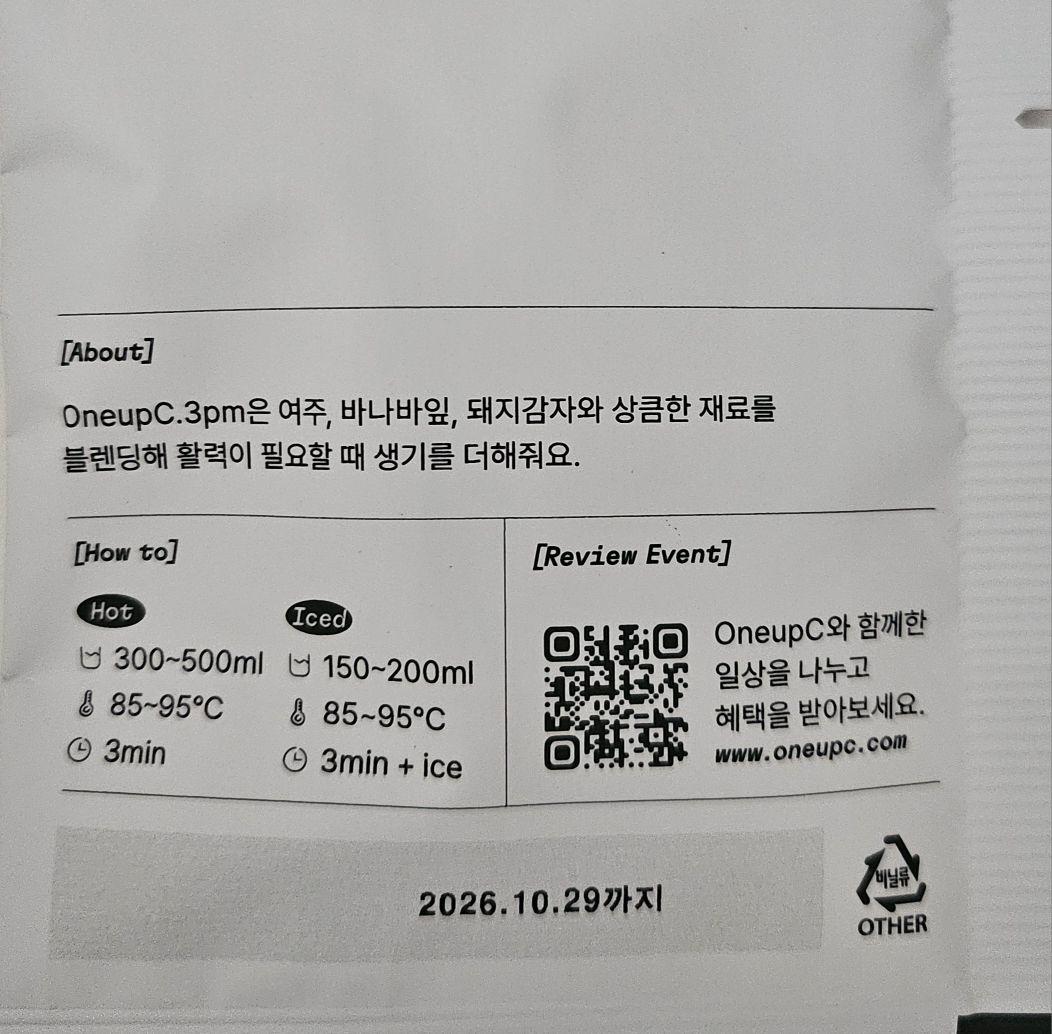 [About]
OneupC.3pm은 여주, 바나바잎, 돼지감자와 상큼한 재료를
블렌딩해 활력이 필요할 때 생기를 더해줘요.
[How to]
Hot
300~500ml
85~95°C
3min
Iced
150~200ml
85~95°C
3min + ice
[Review Event]
OneupC와 함께한
일상을 나누고
혜택을 받아보세요.
www.oneupc.com
2026.10.29까지
비닐류
OTHER